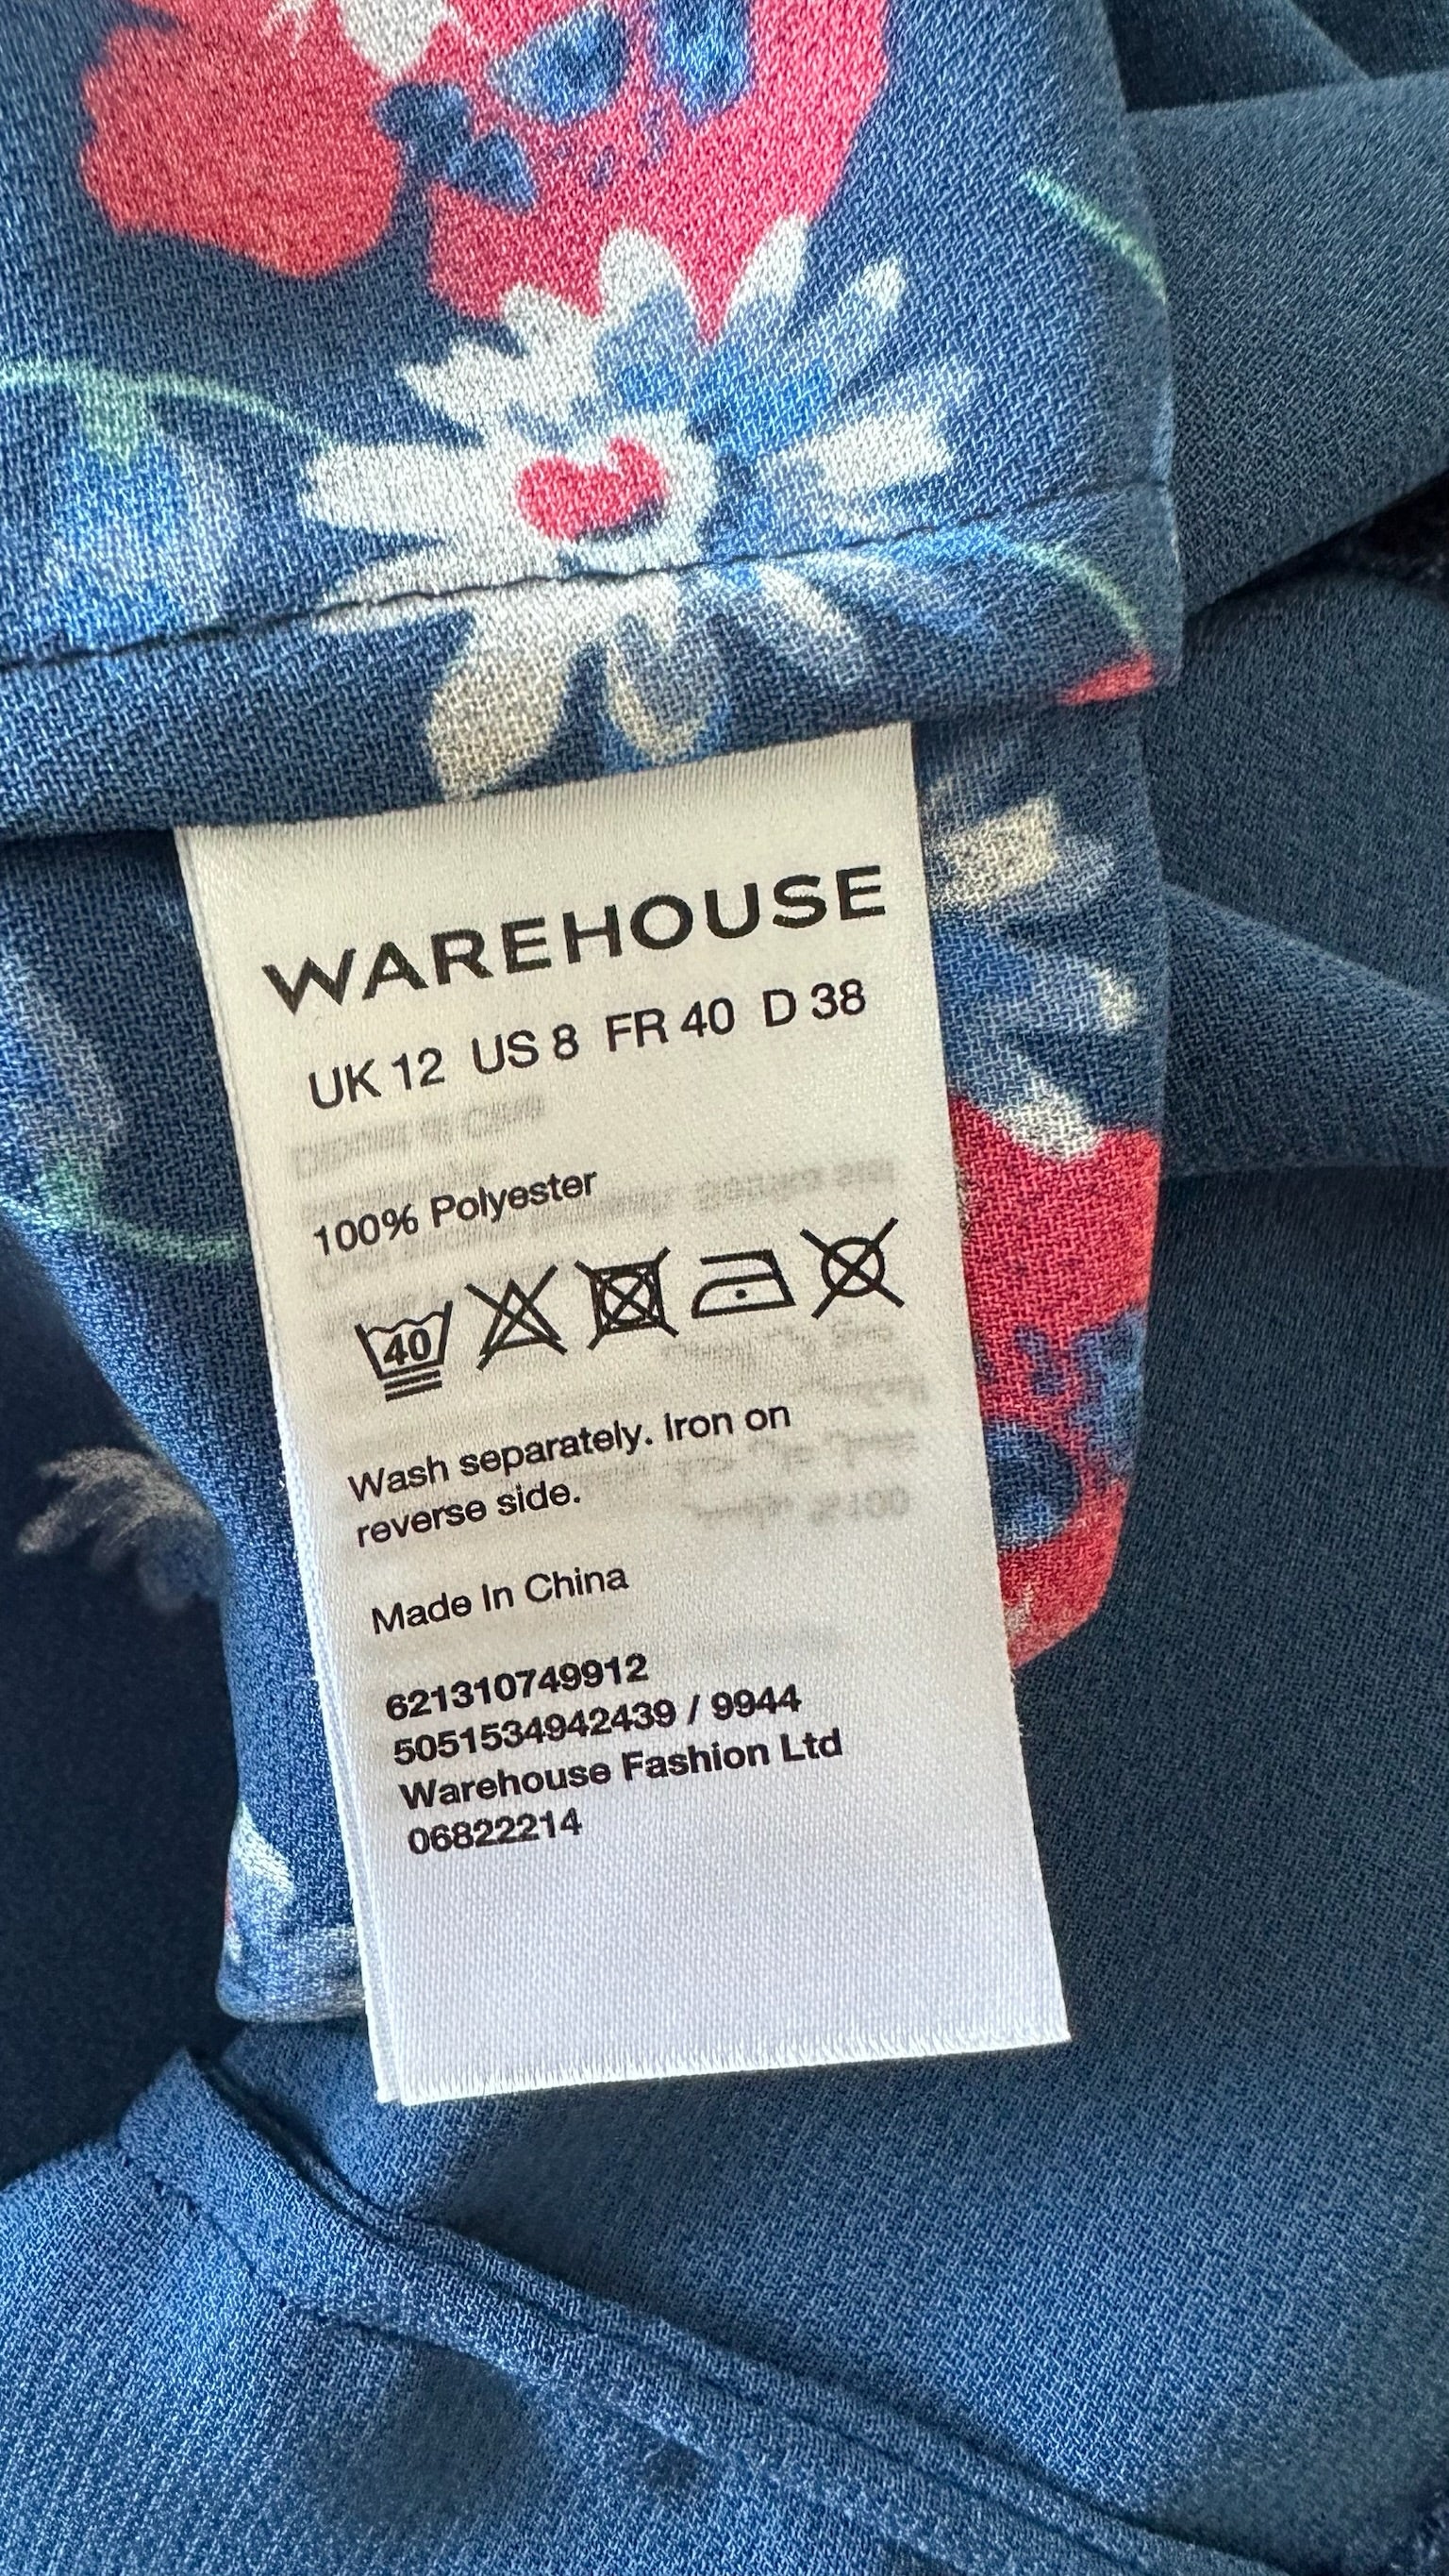 WAREHOUSE
UK 12 US 8 FR 40 D 38
100% Polyester
40
Wash separately. Iron on
reverse side.
Made In China
621310749912
5051534942439 / 9944
Warehouse Fashion Ltd
06822214